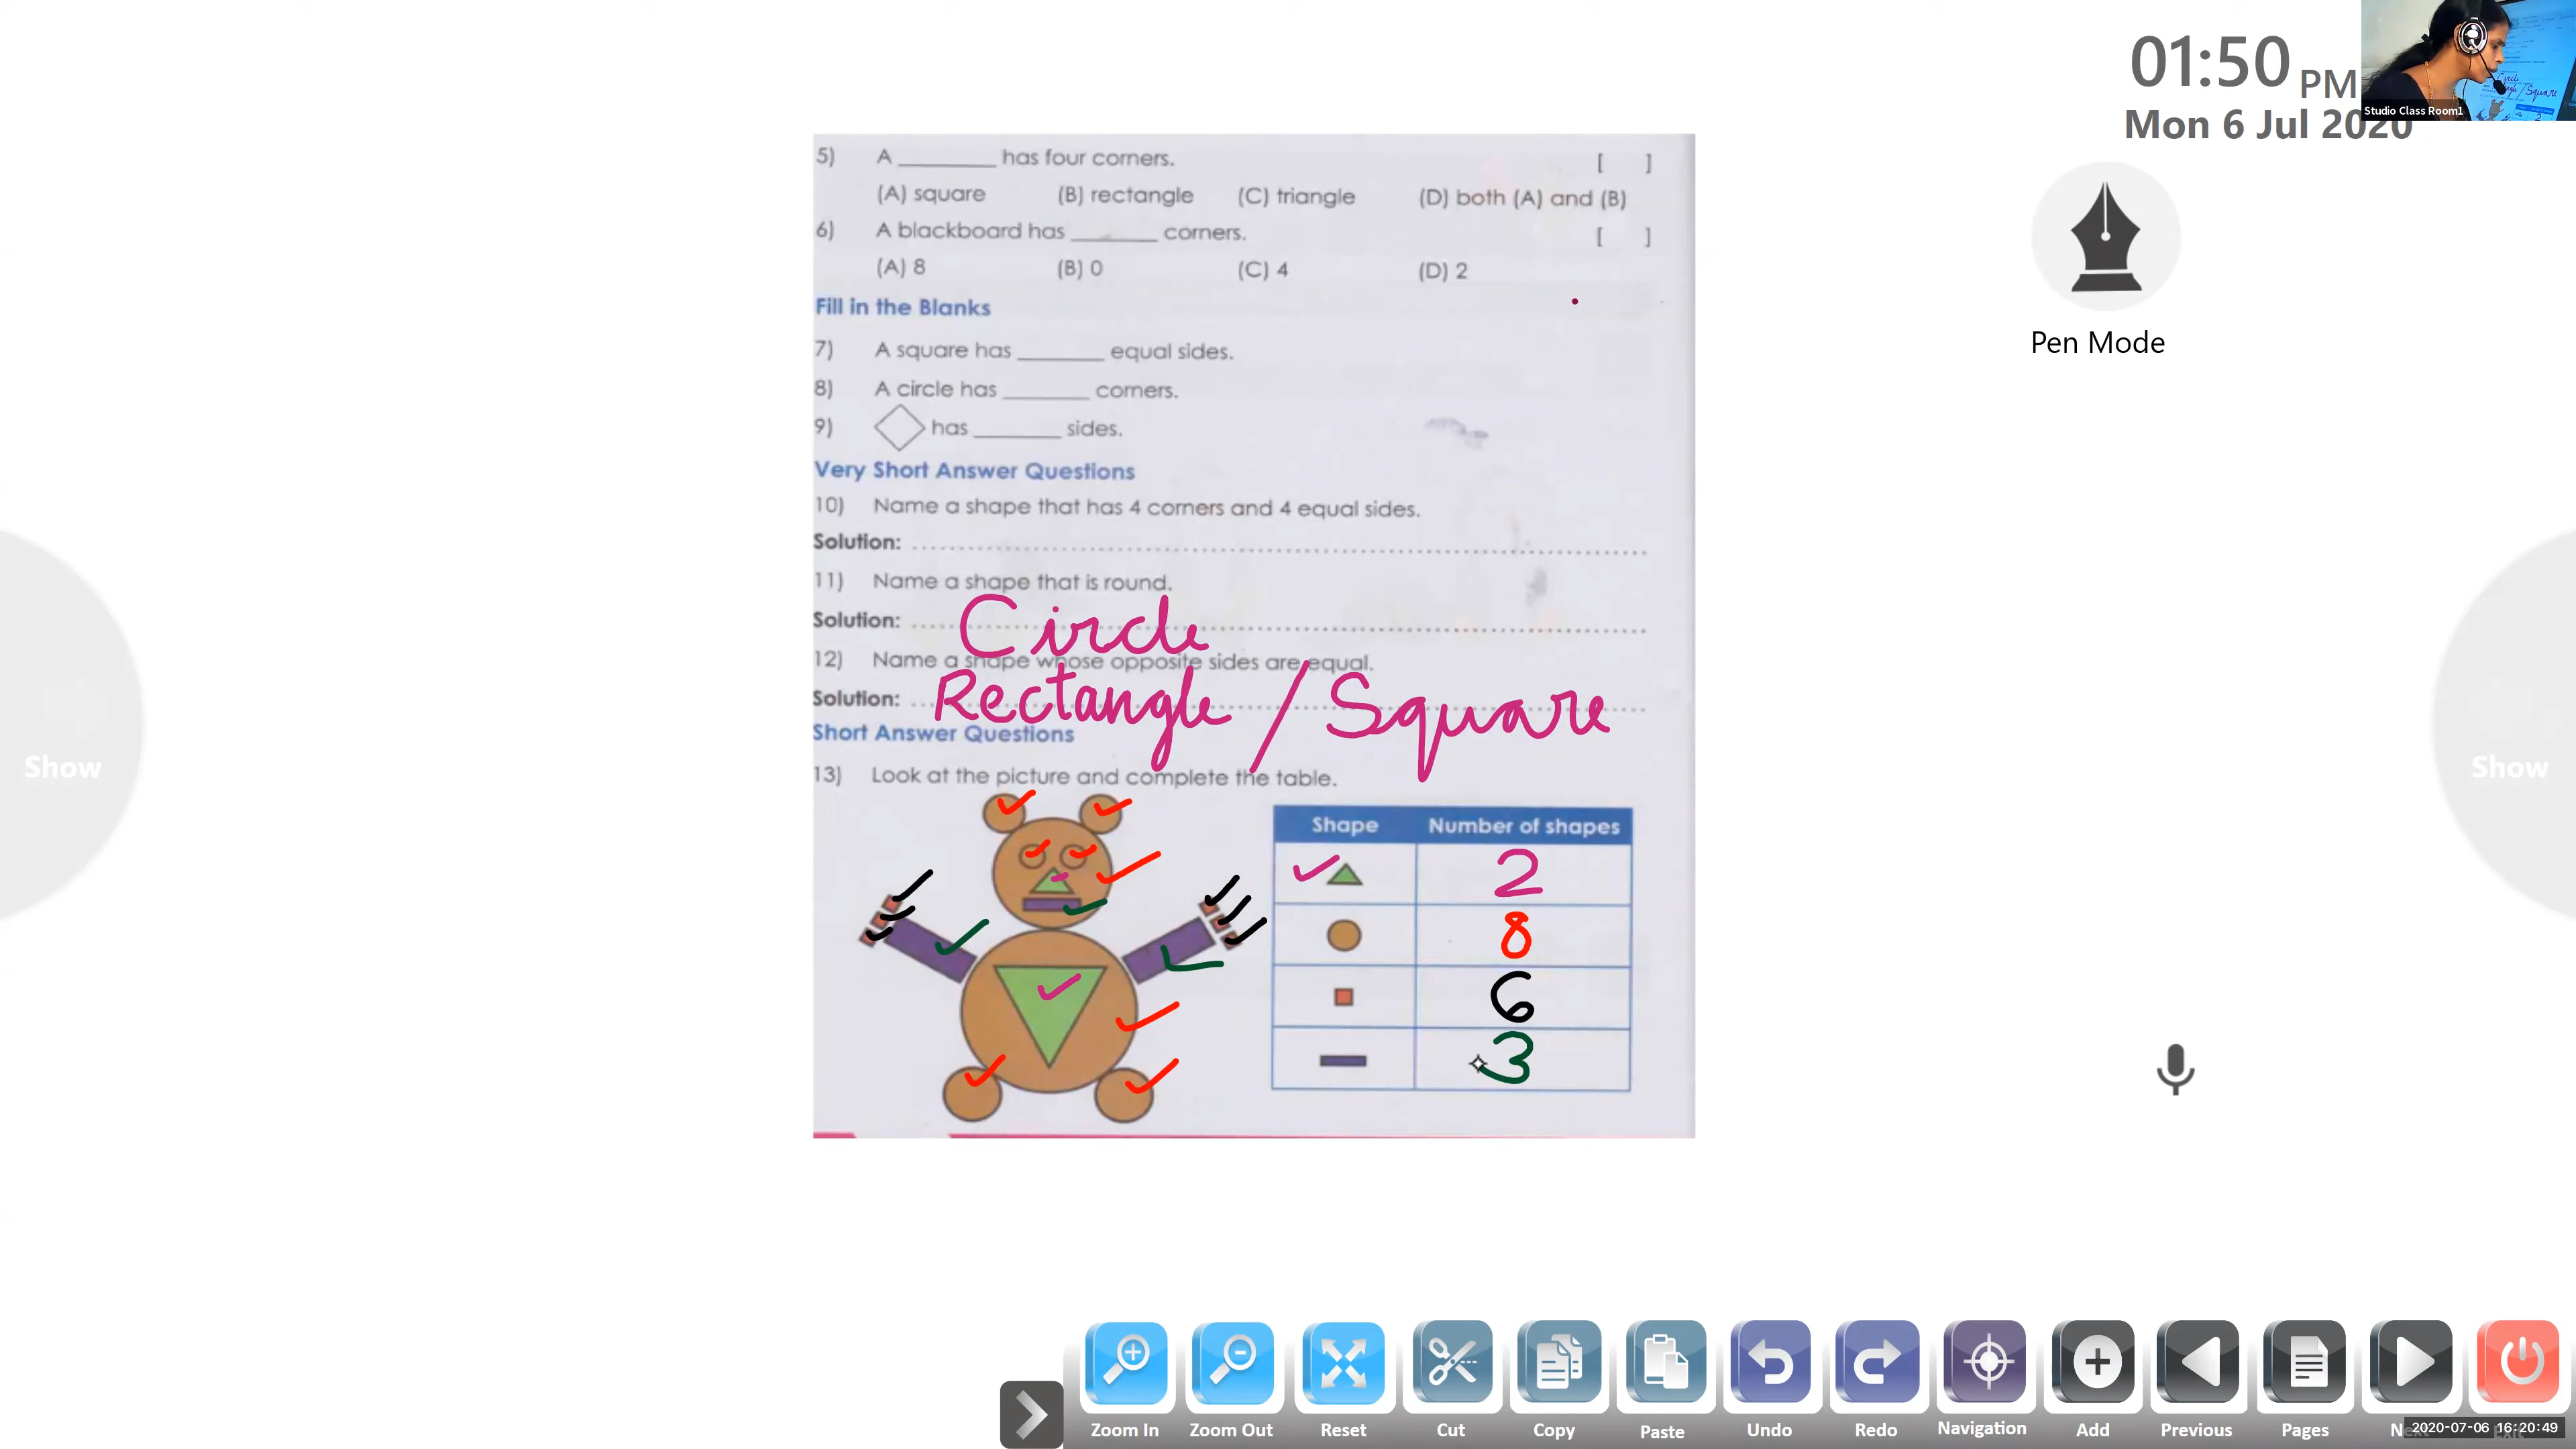 01:50 PM
Mon 6 Jul 2020
Studio Class Room1
Pen Mode
5) A ________ has four corners. [ ]
(A) square (B) rectangle (C) triangle (D) both (A) and (B)
6) A blackboard has ________ corners. [ ]
(A) 8 (B) 0 (C) 4 (D) 2
Fill in the Blanks
7) A square has ________ equal sides.
8) A circle has ________ corners.
9) has ________ sides.
Very Short Answer Questions
10) Name a shape that has 4 corners and 4 equal sides.
Solution:
11) Name a shape that is round.
Solution: Circle
12) Name a shape whose opposite sides are equal.
Solution: Rectangle / Square
Short Answer Questions
13) Look at the picture and complete the table.
Shape Number of shapes
2
8
6
3
Show
Show
Zoom In Zoom Out Reset Cut Copy Paste Undo Redo Navigation Add Previous Pages
2020-07-06 16:20:49